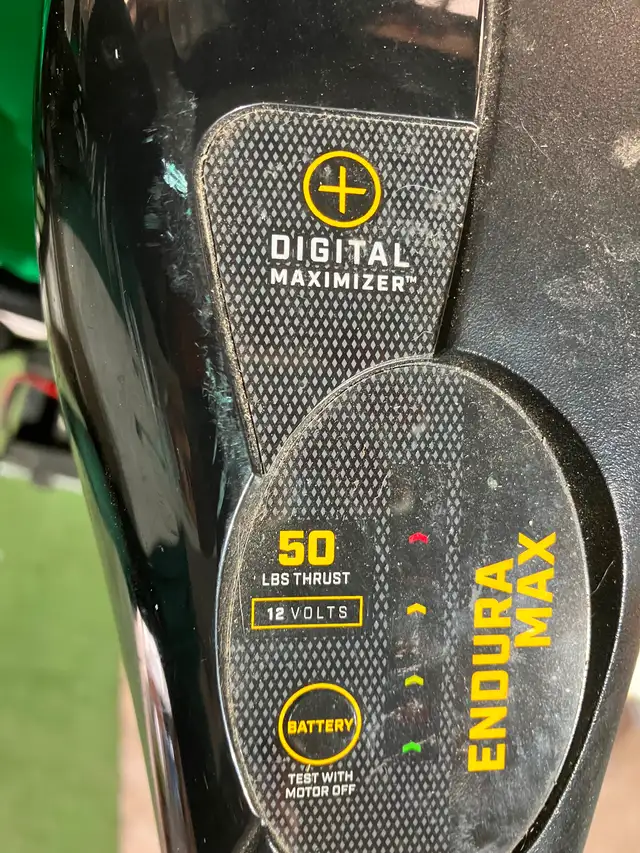 DIGITAL
MAXIMIZER™
50
LBS THRUST
12 VOLTS
BATTERY
TEST WITH
MOTOR OFF
ENDURA
MAX